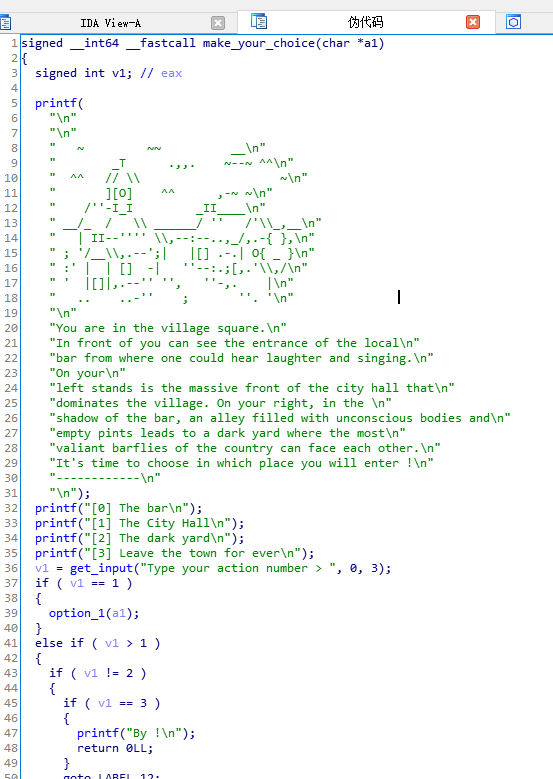 IDA View-A
伪代码
1 signed __int64 __fastcall make_your_choice(char *a1)
2 {
3   signed int v1; // eax
4
5   printf(
6     "\n"
7     "\n"
8     "   ~         ~~          __\n"
9     "        _T      .,,.    ~--~ ^^\n"
10     "  ^^   // \\                    ~\n"
11     "       ][O]    ^^      ,-~ ~\n"
12     "    /''-I_I         _II____\n"
13     " __/_  /   \\ ______/ ''   /'\\_,__\n"
14     "   | II--'''' \\,--:--..,_/,.-{ },\n"
15     " ; '/__\\,.--';|   |[] .-.| O{ _ }\n"
16     " :' |  | []  -|   ''--:.;[,.'\\,/\n"
17     " '  |[]|,.--'' '',   ''-,.    |\n"
18     "   ..    ..-''    ;       ''. '\n"
19     "\n"
20     "You are in the village square.\n"
21     "In front of you can see the entrance of the local\n"
22     "bar from where one could hear laughter and singing.\n"
23     "On your\n"
24     "left stands is the massive front of the city hall that\n"
25     "dominates the village. On your right, in the \n"
26     "shadow of the bar, an alley filled with unconscious bodies and\n"
27     "empty pints leads to a dark yard where the most\n"
28     "valiant barflies of the country can face each other.\n"
29     "It's time to choose in which place you will enter !\n"
30     "------------\n"
31     "\n");
32   printf("[0] The bar\n");
33   printf("[1] The City Hall\n");
34   printf("[2] The dark yard\n");
35   printf("[3] Leave the town for ever\n");
36   v1 = get_input("Type your action number > ", 0, 3);
37   if ( v1 == 1 )
38   {
39     option_1(a1);
40   }
41   else if ( v1 > 1 )
42   {
43     if ( v1 != 2 )
44     {
45       if ( v1 == 3 )
46       {
47         printf("By !\n");
48         return 0LL;
49       }
50       goto LABEL_12;